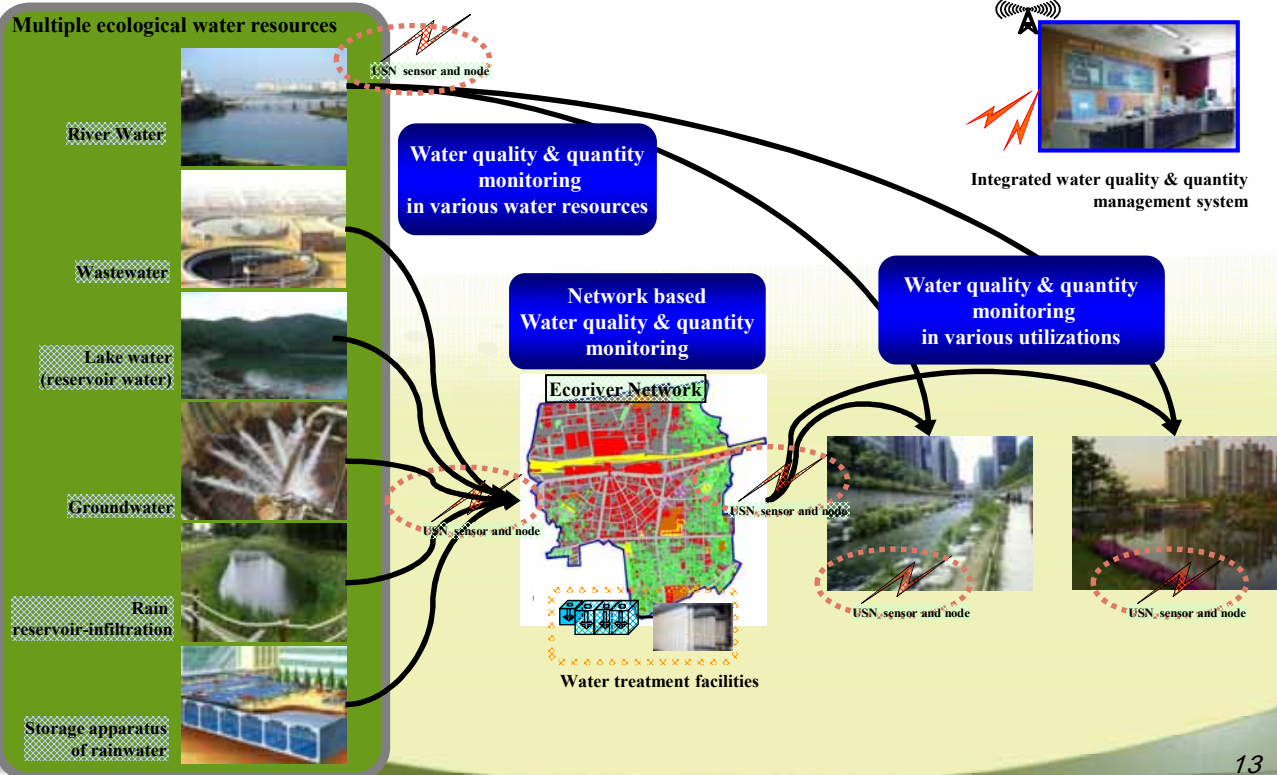 Multiple ecological water resources
USN sensor and node
River Water
Wastewater
Lake water
(reservoir water)
Groundwater
Rain
reservoir-infiltration
Storage apparatus
of rainwater
Water quality & quantity
monitoring
in various water resources
Integrated water quality & quantity
management system
Network based
Water quality & quantity
monitoring
Water quality & quantity
monitoring
in various utilizations
Ecoriver Network
USN sensor and node
USN sensor and node
USN sensor and node
USN sensor and node
Water treatment facilities
13